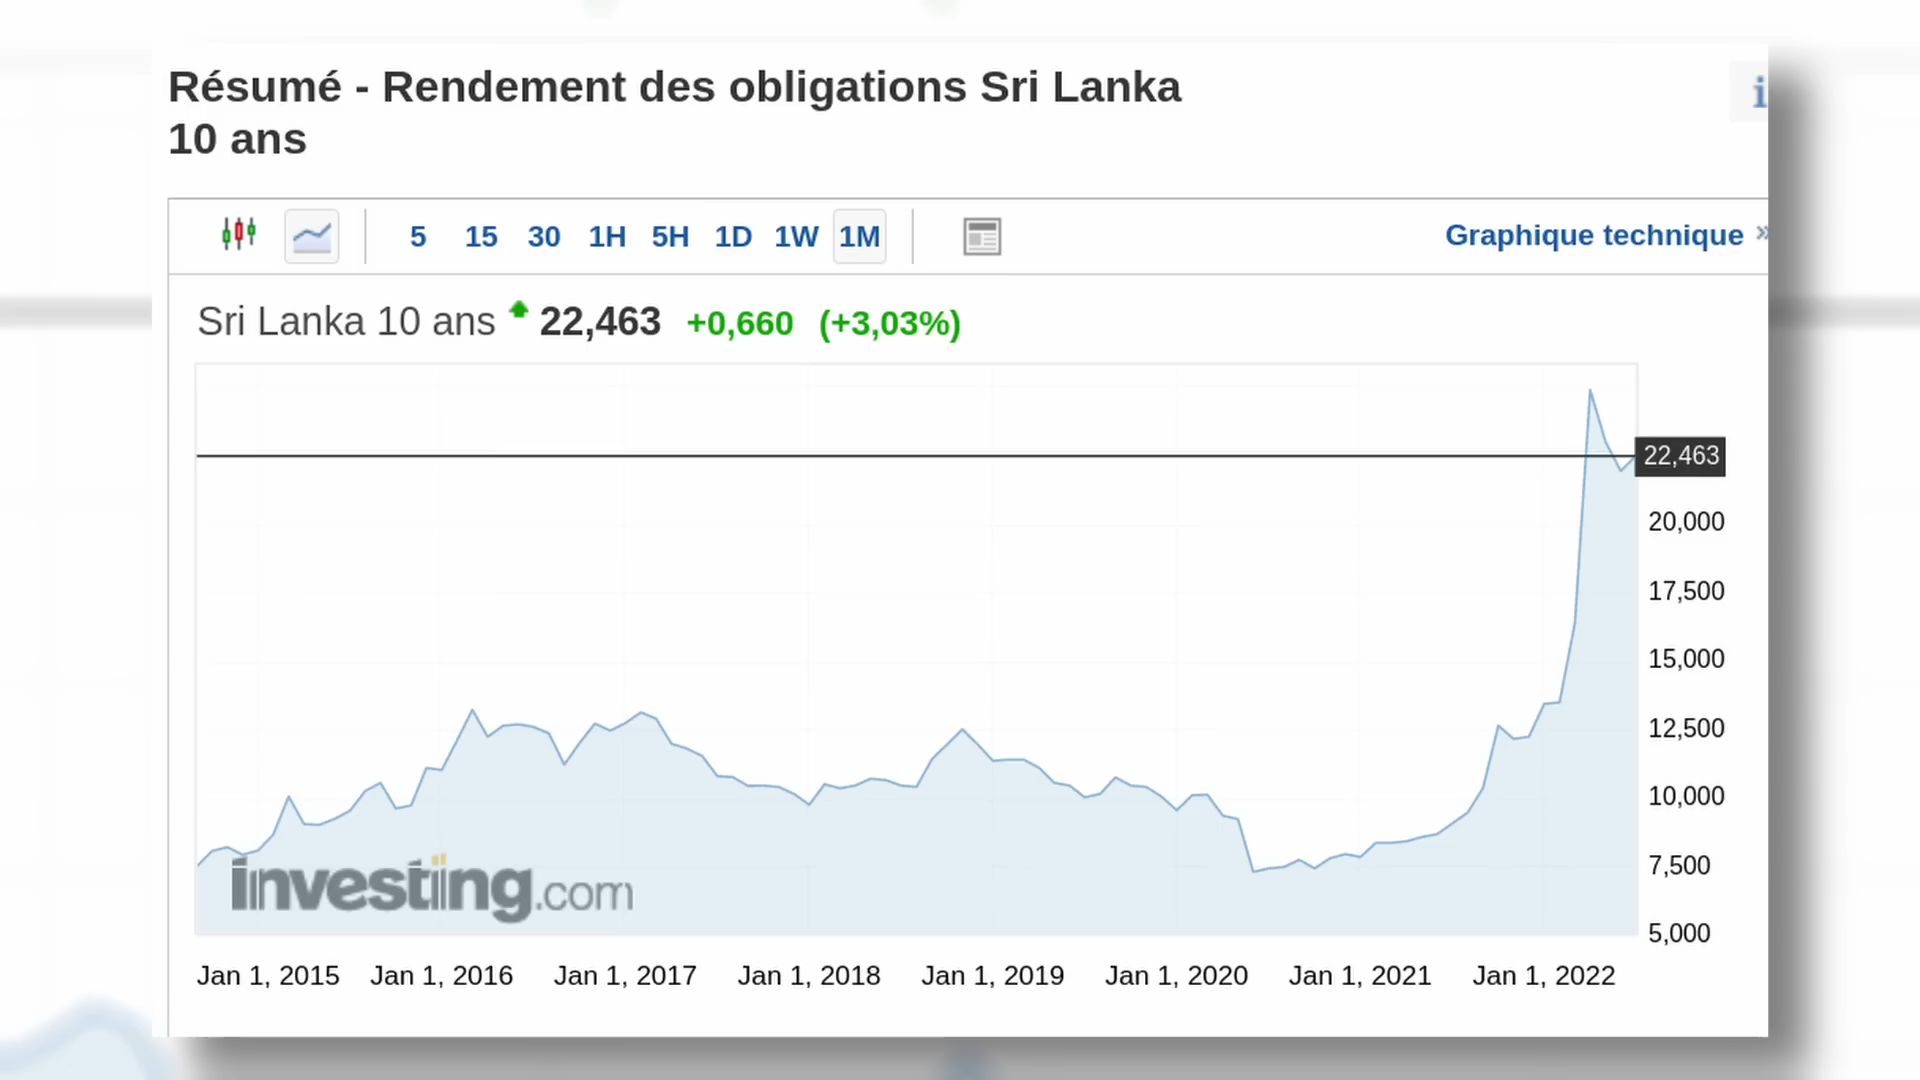 Résumé - Rendement des obligations Sri Lanka
10 ans
i
5 15 30 1H 5H 1D 1W 1M
Graphique technique »
Sri Lanka 10 ans 22,463 +0,660 (+3,03%)
22,463
20,000
17,500
15,000
12,500
10,000
7,500
5,000
investiing.com
Jan 1, 2015 Jan 1, 2016 Jan 1, 2017 Jan 1, 2018 Jan 1, 2019 Jan 1, 2020 Jan 1, 2021 Jan 1, 2022